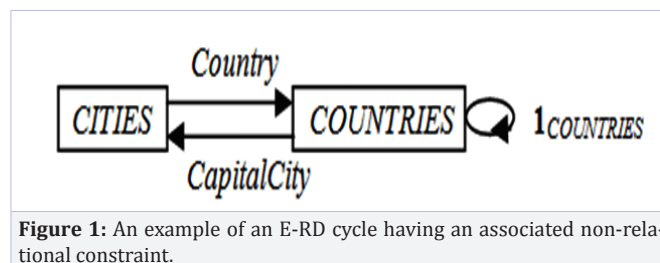 Country
CITIES COUNTRIES 1COUNTRIES
CapitalCity
Figure 1: An example of an E-RD cycle having an associated non-rela-
tional constraint.